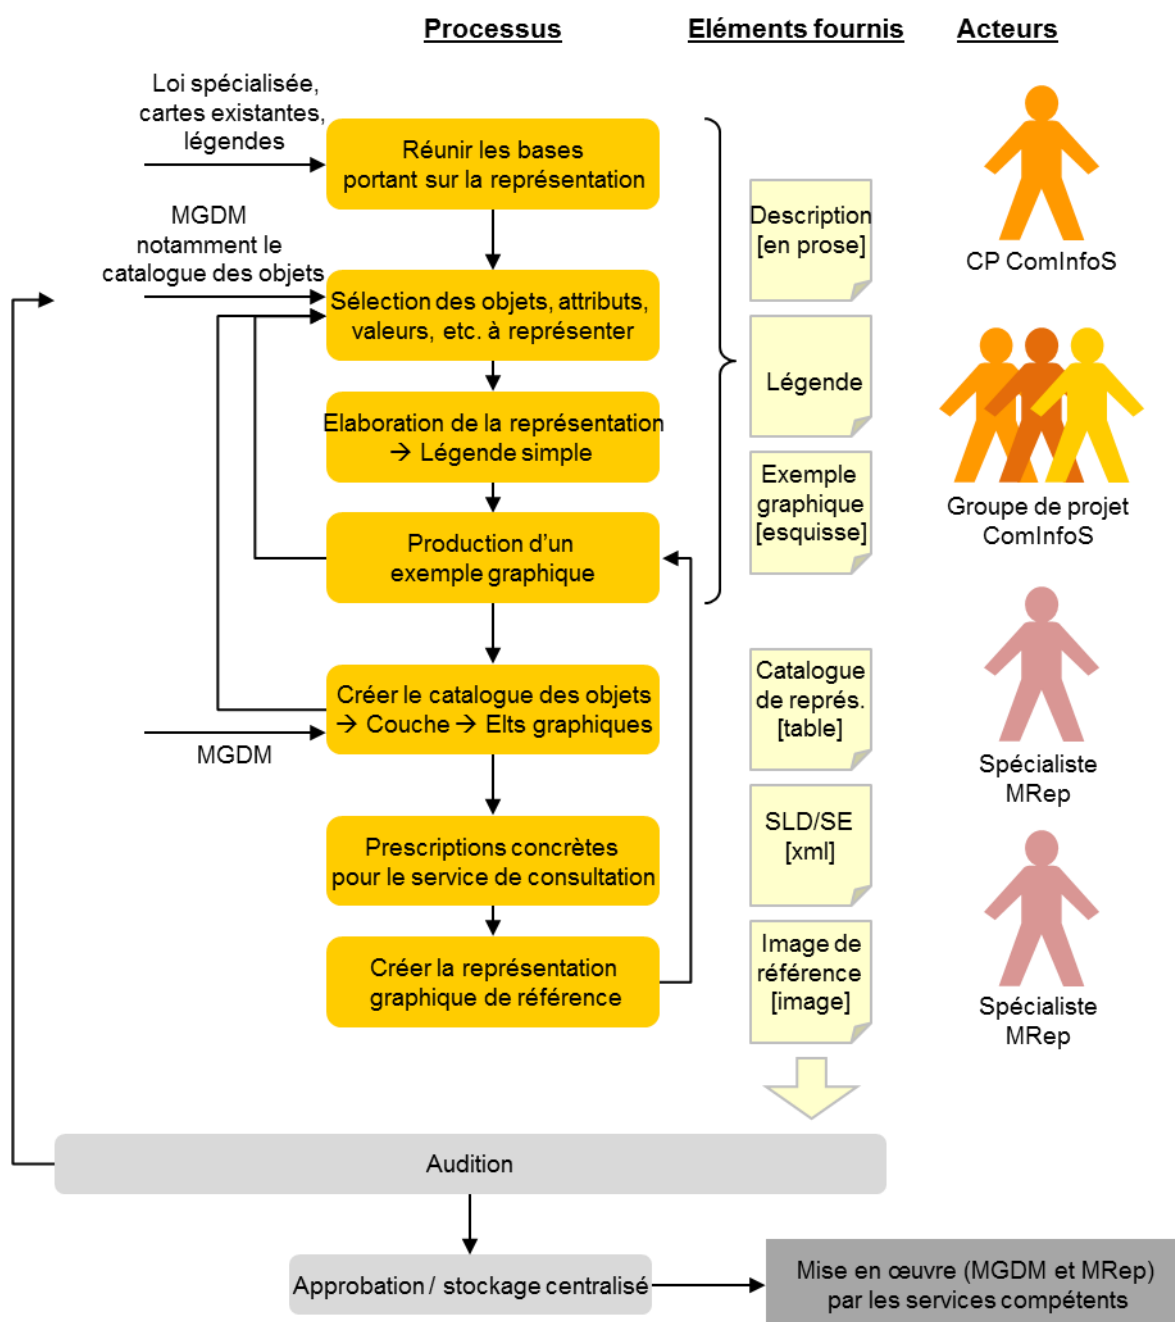 Processus
Eléments fournis
Acteurs
Loi spécialisée,
cartes existantes,
légendes
Réunir les bases
portant sur la représentation
MGDM
notamment le
catalogue des objets
Sélection des objets, attributs,
valeurs, etc. à représenter
Elaboration de la représentation
→ Légende simple
Production d’un
exemple graphique
Créer le catalogue des objets
→ Couche → Elts graphiques
MGDM
Prescriptions concrètes
pour le service de consultation
Créer la représentation
graphique de référence
Description
[en prose]
Légende
Exemple
graphique
[esquisse]
Catalogue
de représ.
[table]
SLD/SE
[xml]
Image de
référence
[image]
CP ComInfoS
Groupe de projet
ComInfoS
Spécialiste
MRep
Spécialiste
MRep
Audition
Approbation / stockage centralisé
Mise en œuvre (MGDM et MRep)
par les services compétents